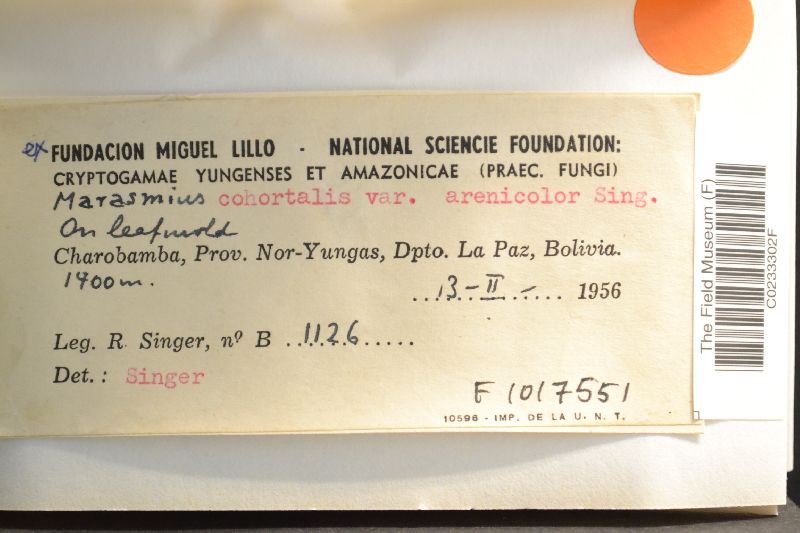 ex FUNDACION MIGUEL LILLO - NATIONAL SCIENCIE FOUNDATION:
CRYPTOGAMAE YUNGENSES ET AMAZONICAE (PRAEC. FUNGI)
Marasmius cohortalis var. arenicolor Sing.
On leafmold
Charobamba, Prov. Nor-Yungas, Dpto. La Paz, Bolivia.
1400m.
13-II-..... 1956
Leg. R. Singer, nº B ..1126.....
Det.: Singer
F 1017551
10596 - IMP. DE LA U. N. T.
The Field Museum (F)
C0233302F